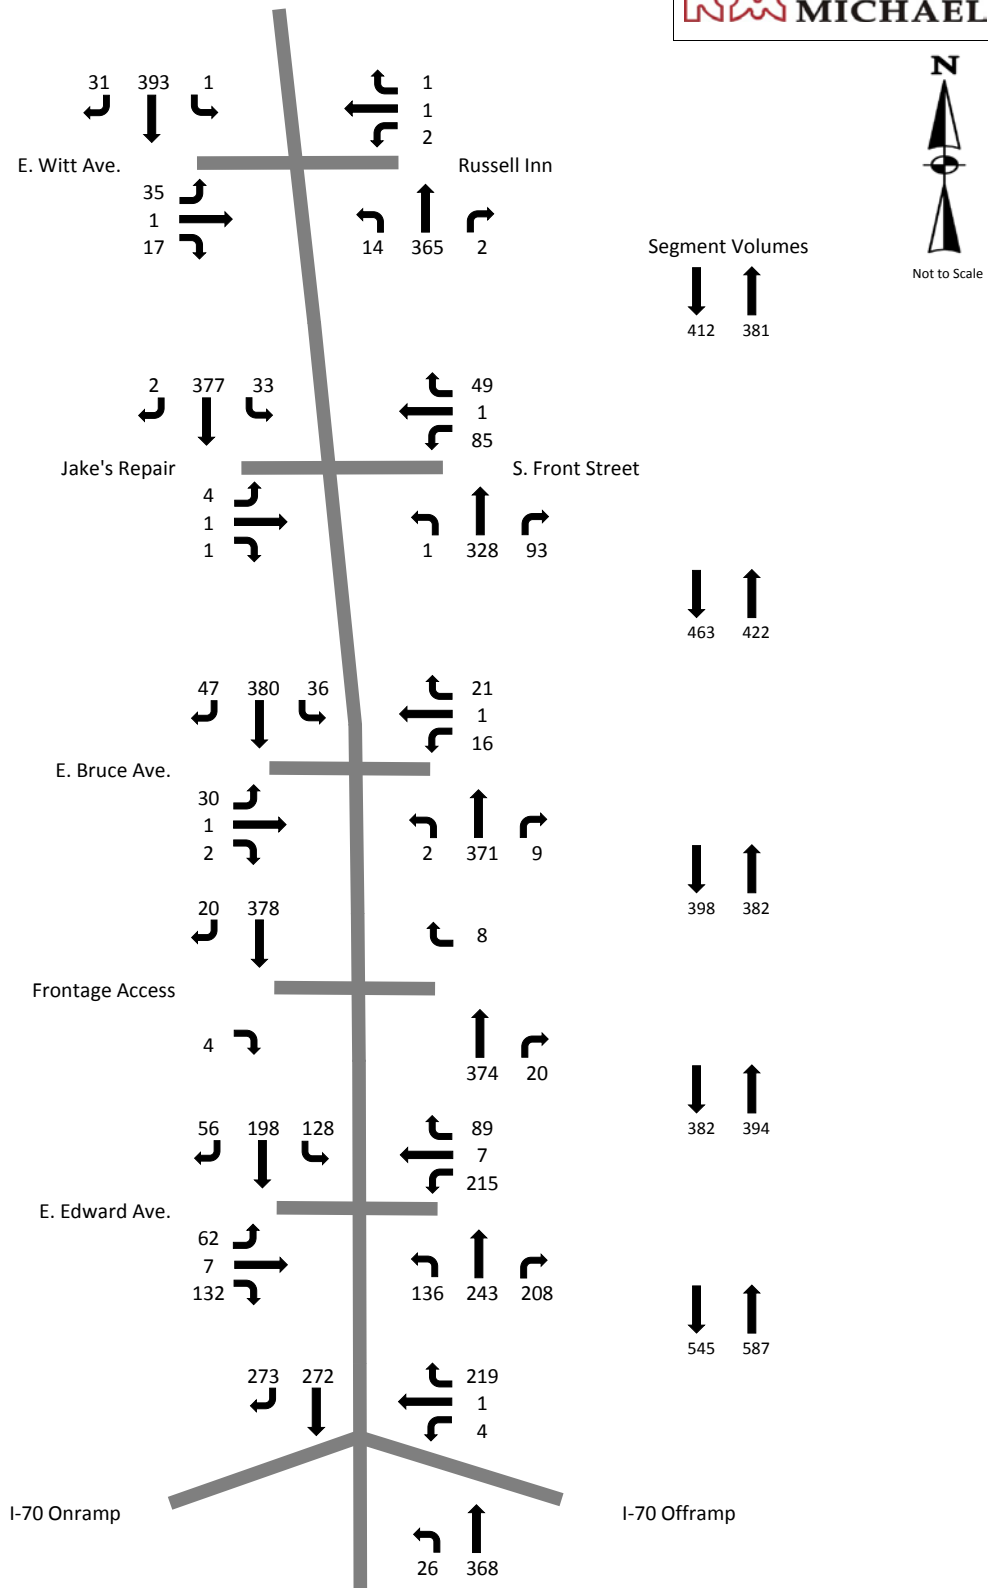 MICHAEL
N
Not to Scale
31 393 1
1
1
2
E. Witt Ave.
Russell Inn
35
1
17
14 365 2
Segment Volumes
412 381
2 377 33
49
1
85
Jake's Repair
S. Front Street
4
1
1
1 328 93
463 422
47 380 36
21
1
16
E. Bruce Ave.
30
1
2
2 371 9
398 382
20 378
8
Frontage Access
4
374 20
382 394
56 198 128
89
7
215
E. Edward Ave.
62
7
132
136 243 208
545 587
273 272
219
1
4
I-70 Onramp
I-70 Offramp
26 368